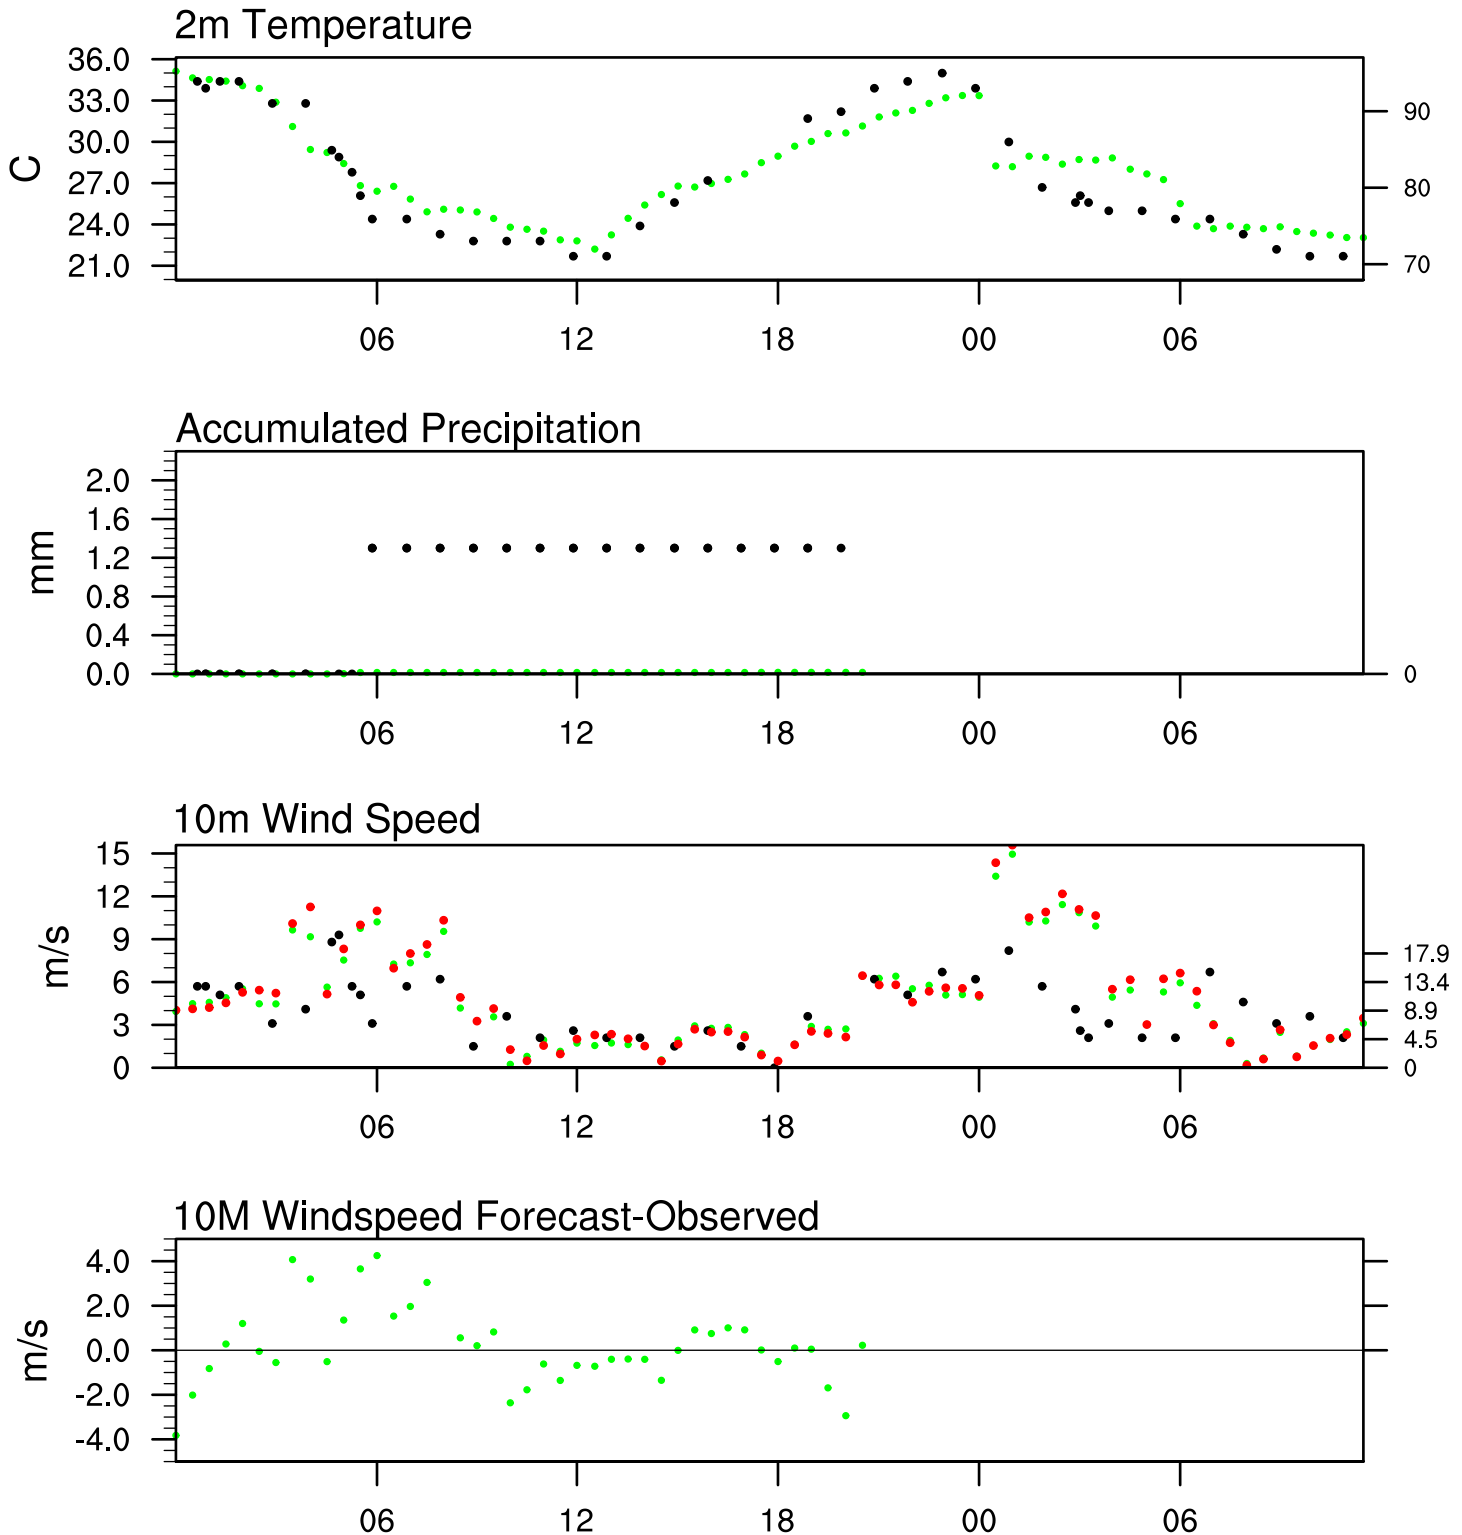 2m Temperature
36.0
33.0
30.0
27.0
24.0
21.0
C
90
80
70
06 12 18 00 06
Accumulated Precipitation
2.0
1.6
1.2
0.8
0.4
0.0
mm
0
06 12 18 00 06
10m Wind Speed
15
12
9
6
3
0
m/s
17.9
13.4
8.9
4.5
0
06 12 18 00 06
10M Windspeed Forecast-Observed
4.0
2.0
0.0
-2.0
-4.0
m/s
06 12 18 00 06